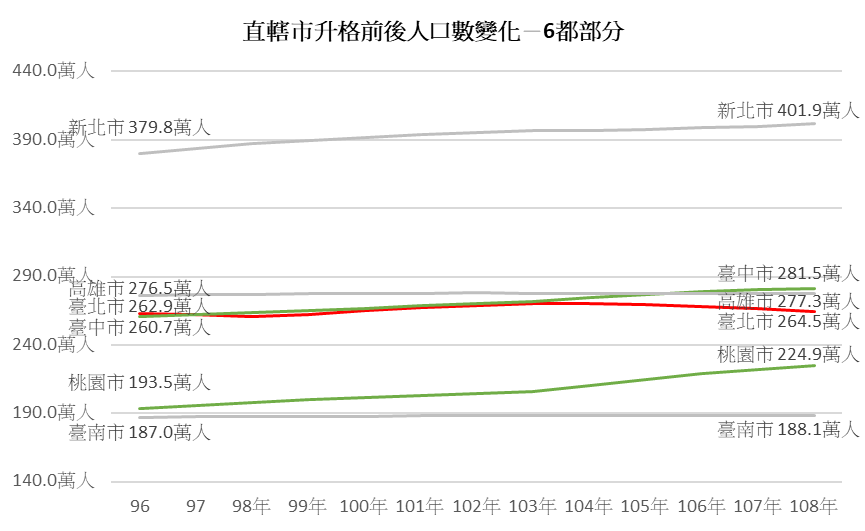 直轄市升格前後人口數變化－6都部分
440.0萬人
新北市 401.9萬人
新北市 379.8萬人
390.0萬人
340.0萬人
290.0萬人
臺中市 281.5萬人
高雄市 276.5萬人
高雄市 277.3萬人
臺北市 262.9萬人
臺北市 264.5萬人
臺中市 260.7萬人
240.0萬人
桃園市 224.9萬人
桃園市 193.5萬人
190.0萬人
臺南市 187.0萬人
臺南市 188.1萬人
140.0萬人
96 97 98年 99年 100年 101年 102年 103年 104年 105年 106年 107年 108年